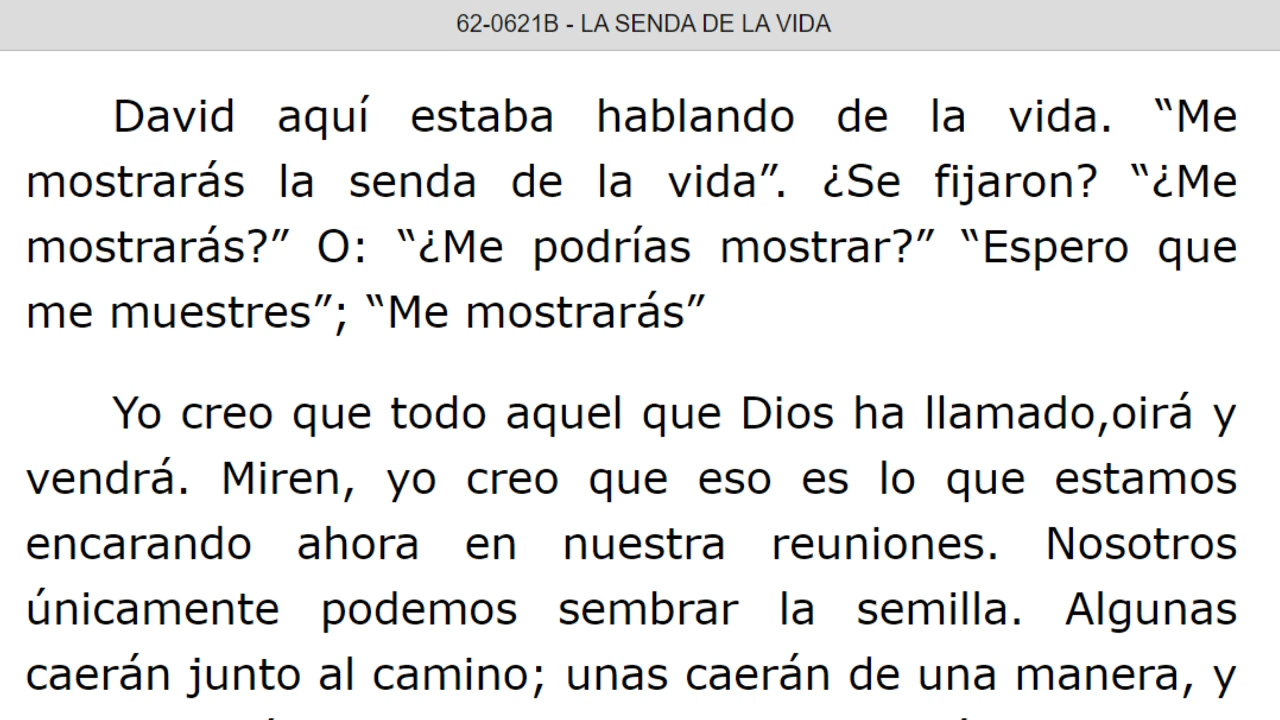 62-0621B - LA SENDA DE LA VIDA
David aquí estaba hablando de la vida. “Me
mostrarás la senda de la vida”. ¿Se fijaron? “¿Me
mostrarás?” O: “¿Me podrías mostrar?” “Espero que
me muestres”; “Me mostrarás”
Yo creo que todo aquel que Dios ha llamado,oirá y
vendrá. Miren, yo creo que eso es lo que estamos
encarando ahora en nuestra reuniones. Nosotros
únicamente podemos sembrar la semilla. Algunas
caerán junto al camino; unas caerán de una manera, y